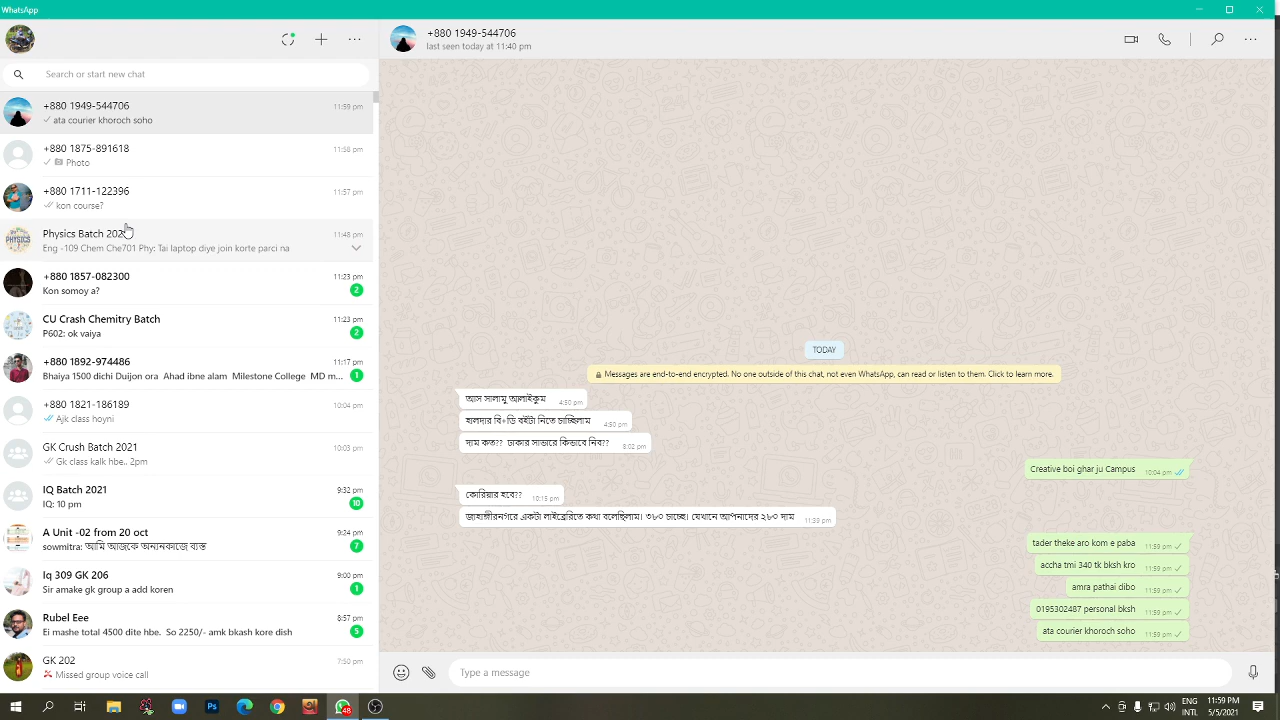 WhatsApp
+880 1949-544706
last seen today at 11:40 pm
Search or start new chat
+880 1949-544706
11:59 pm
ata courier khoroch soho
+880 1875-891618
11:58 pm
Photo
+880 1711-122396
11:57 pm
kon course?
Physics Batch 202
11:48 pm
Eng -109 Chem Che701 Phy: Tai laptop diye join korte parci na
+880 1857-082300
11:23 pm
Kon somoy a?
2
CU Crash Chemitry Batch
11:23 pm
P602: ok vaiya
2
+880 1892-974486
11:17 pm
Bhaiya 1500 dichi Duijon ora Ahad ibne alam Milestone College MD m...
1
+880 1821-186189
10:04 pm
Ajk class hoyni
GK Crush Batch 2021
10:03 pm
Gk class kalk hbe.. 2pm
IQ Batch 2021
9:32 pm
IQ: 10 pm
10
A Unit -02 from 20 oct
9:24 pm
sowmitra: আমি আজকে অন্যকাজে ব্যস্ত
7
Iq 309 GK 206
9:00 pm
Sir amake gk group a add koren
1
Rubel Eee
8:57 pm
Ei mashe total 4500 dite hbe. So 2250/- amk bkash kore dish
5
GK 202
7:50 pm
Missed group voice call
TODAY
Messages are end-to-end encrypted. No one outside of this chat, not even WhatsApp, can read or listen to them. Click to learn more.
আস সালামু আলাইকুম 4:50 pm
হালদার বি+ডি বইটা নিতে চাচ্ছিলাম 4:50 pm
দাম কত?? ঢাকার সাভারে কিভাবে নিব?? 8:02 pm
Creative boi ghar ju Campus 10:04 pm
কোরিয়ার হবে?? 10:15 pm
জাহাঙ্গীরনগরে একটা লাইব্রেরিতে কথা বলেছিলাম। ৩৮০ চাচ্ছে। যেখানে আপনাদের ২৮০ দাম 11:39 pm
tader theke aro kom e paba 11:59 pm
accha tmi 340 tk bksh kro 11:59 pm
amra pathai dibo 11:59 pm
0195302487 personal bksh 11:59 pm
ata courier khoroch soho 11:59 pm
Type a message
48
Ps
ENG
INTL
11:59 PM
5/5/2021